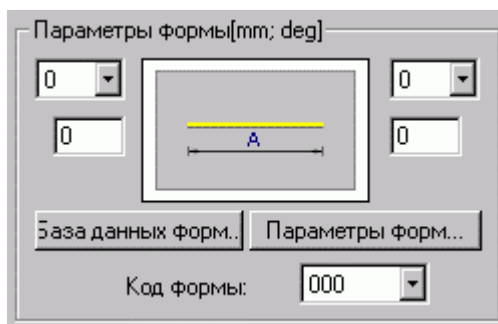 Параметры формы[mm; deg]
0 0
0 A 0
База данных форм.. Параметры форм...
Код формы: 000